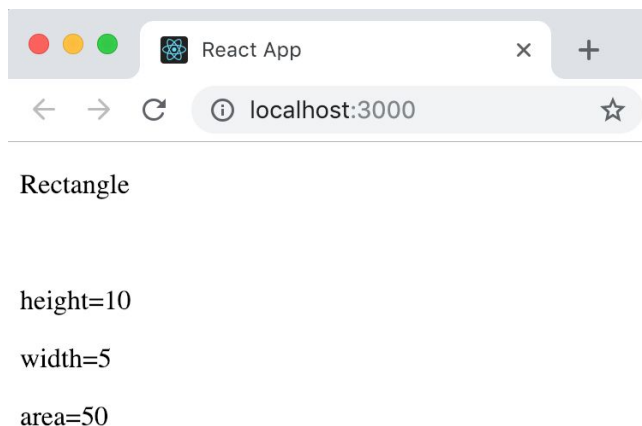 React App
localhost:3000
Rectangle
height=10
width=5
area=50